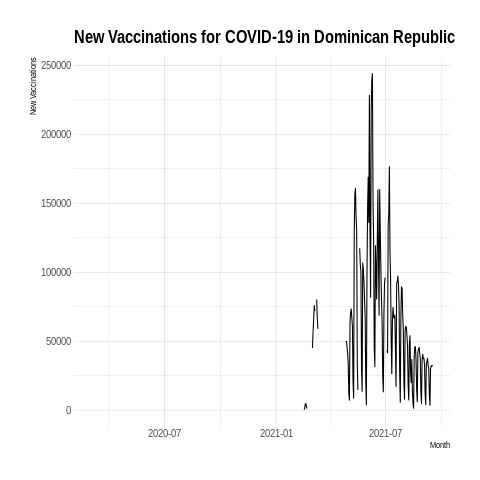 New Vaccinations for COVID-19 in Dominican Republic
New Vaccinations
250000
200000
150000
100000
50000
0
2020-07 2021-01 2021-07
Month